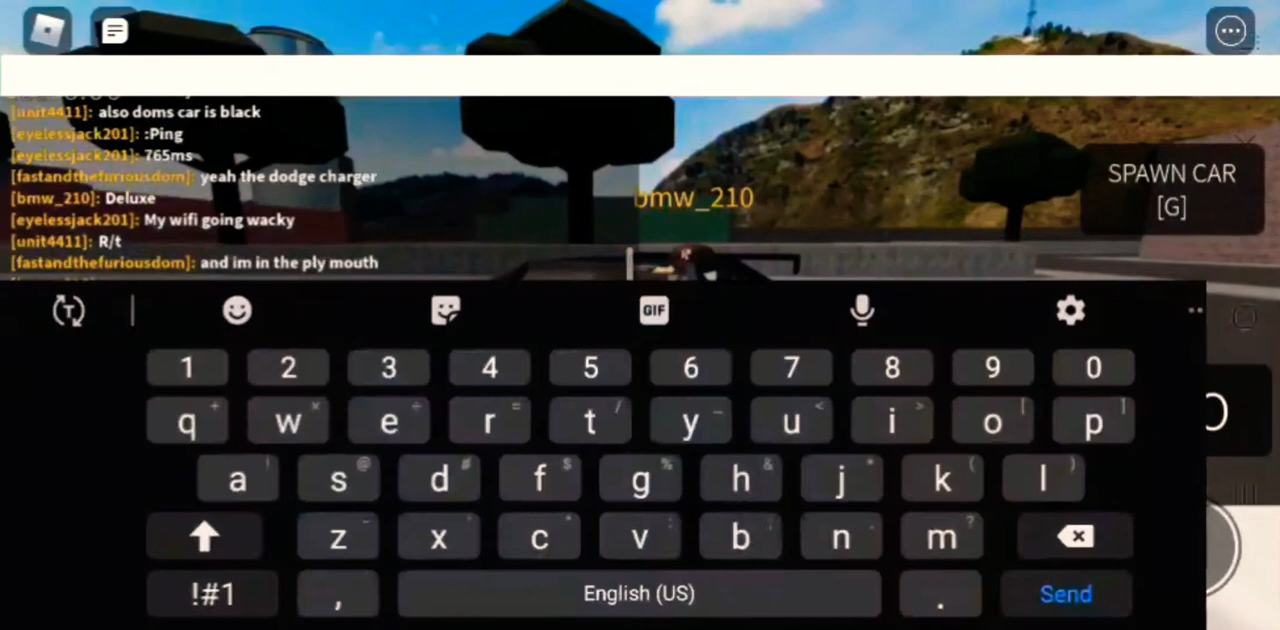 [unit4411]: also doms car is black
[eyelessjack201]: :Ping
[eyelessjack201]: 765ms
[fastandthefuriousdom]: yeah the dodge charger
[bmw_210]: Deluxe
[eyelessjack201]: My wifi going wacky
[unit4411]: R/t
[fastandthefuriousdom]: and im in the ply mouth
bmw_210
SPAWN CAR
[G]
T GIF
1 2 3 4 5 6 7 8 9 0
q w e r t y u i o p
a s d f g h j k l
z x c v b n m
!#1 , English (US) . Send
0